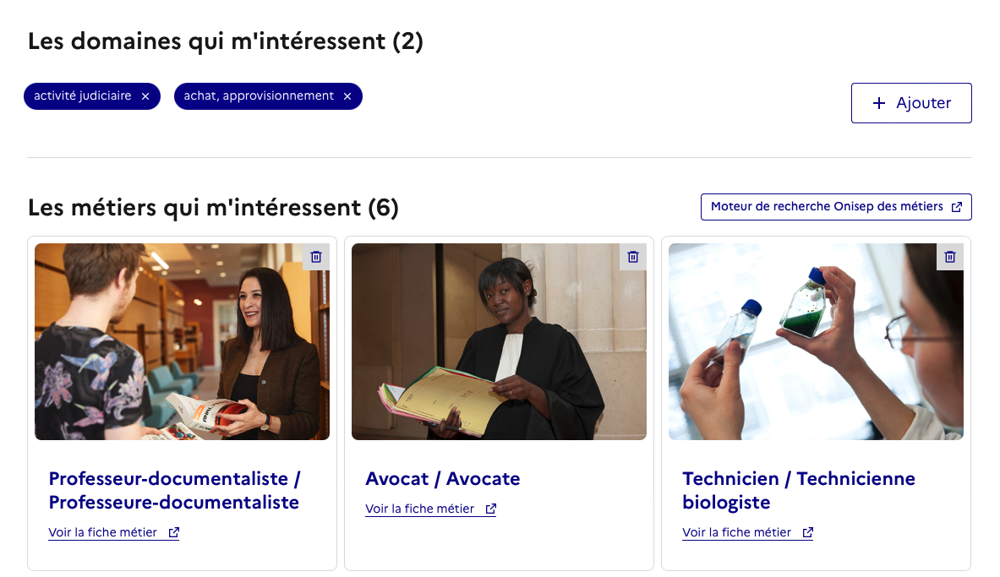 Les domaines qui m'intéressent (2)
activité judiciaire ×
achat, approvisionnement ×
+ Ajouter
Les métiers qui m'intéressent (6)
Moteur de recherche Onisep des métiers
Professeur-documentaliste /
Professeure-documentaliste
Voir la fiche métier
Avocat / Avocate
Voir la fiche métier
Technicien / Technicienne
biologiste
Voir la fiche métier